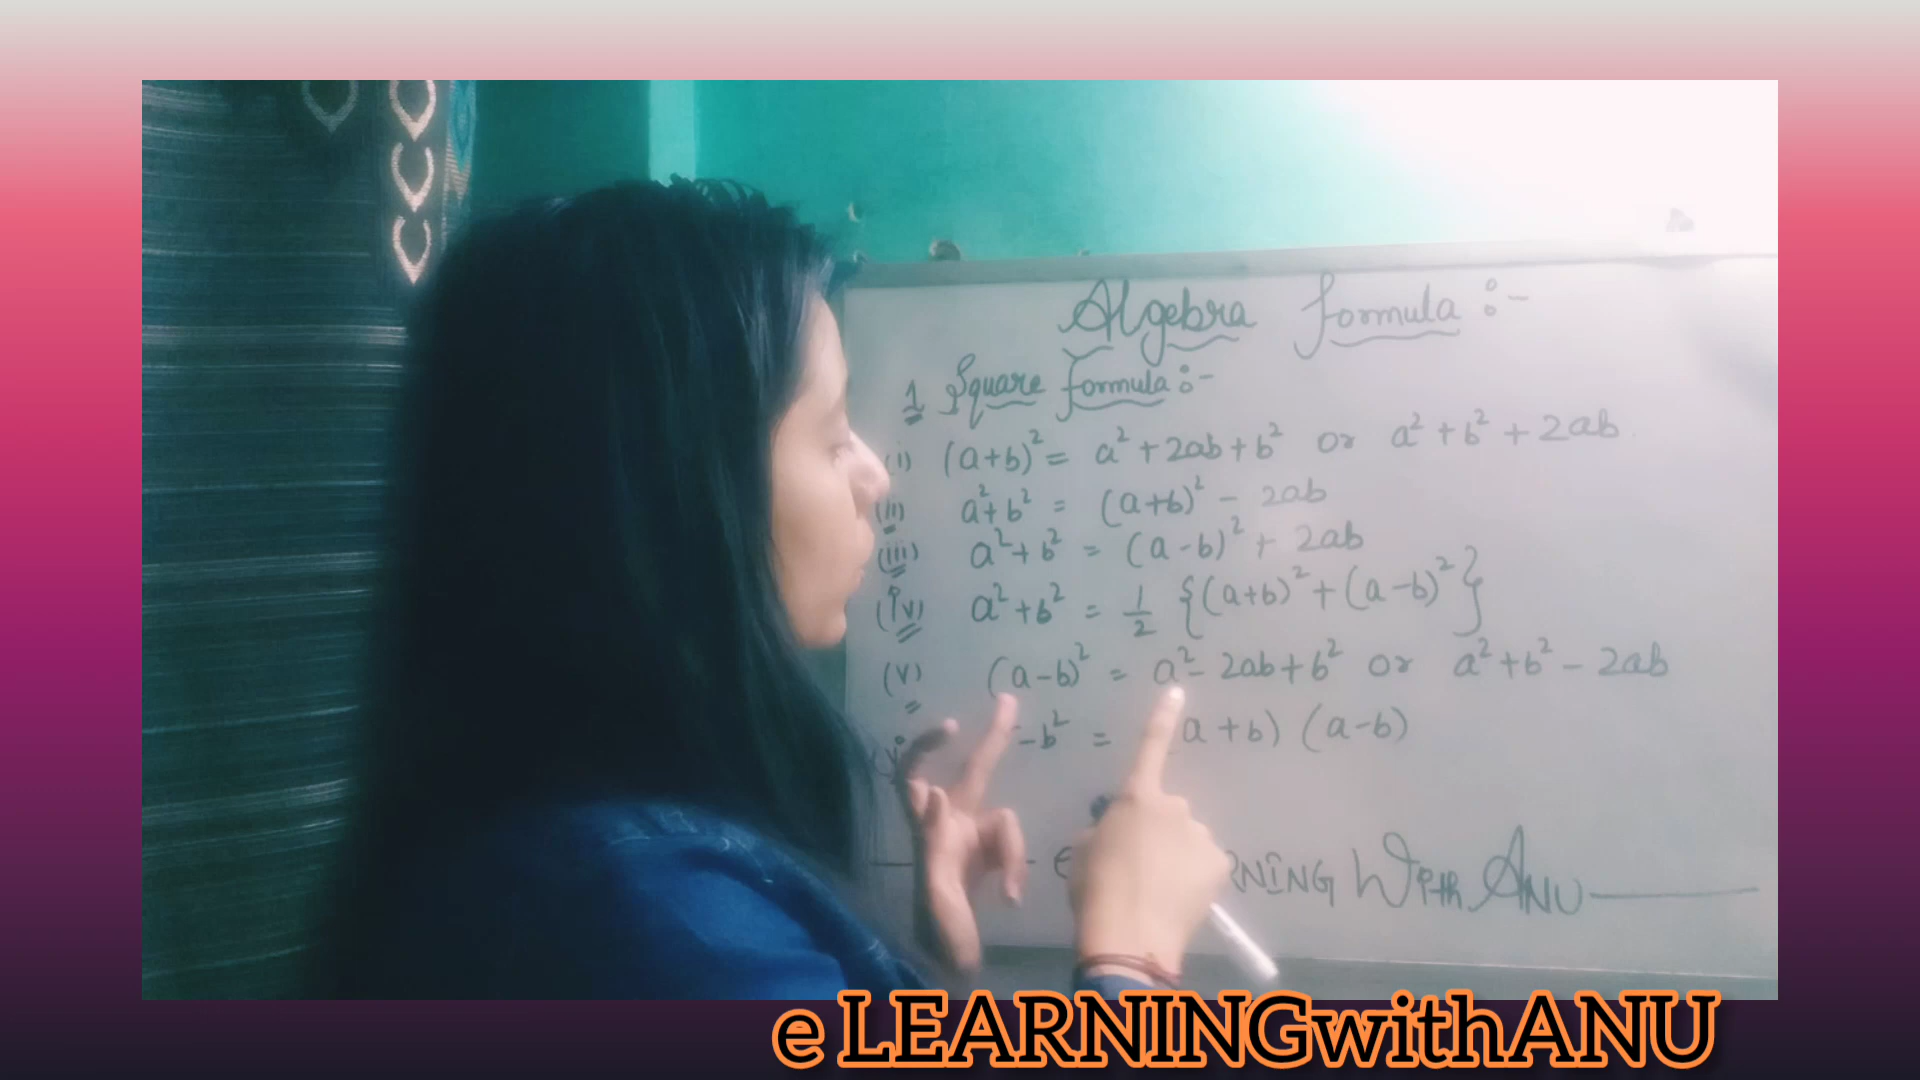 Algebra formula :-
1 Square formula :-
(i) (a+b)² = a² + 2ab + b² or a² + b² + 2ab
(ii) a² + b² = (a+b)² - 2ab
(iii) a² + b² = (a-b)² + 2ab
(iv) a² + b² = 1/2 {(a+b)² + (a-b)²}
(v) (a-b)² = a² - 2ab + b² or a² + b² - 2ab
- b² = (a+b) (a-b)
RNING With ANU
e LEARNINGwithANU